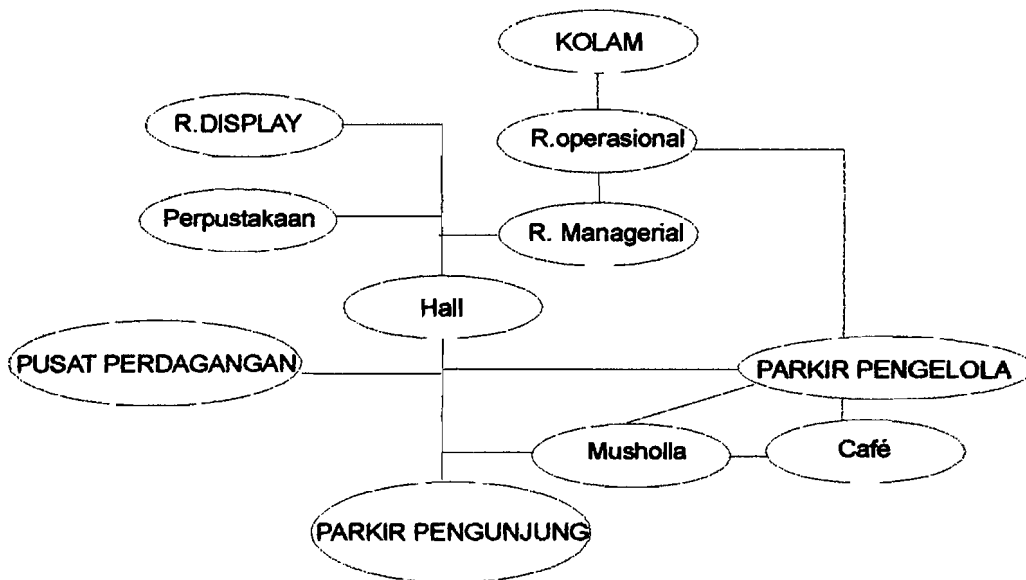 KOLAM
R.DISPLAY
R.operasional
Perpustakaan
R. Managerial
Hall
PUSAT PERDAGANGAN
PARKIR PENGELOLA
Musholla
Café
PARKIR PENGUNJUNG